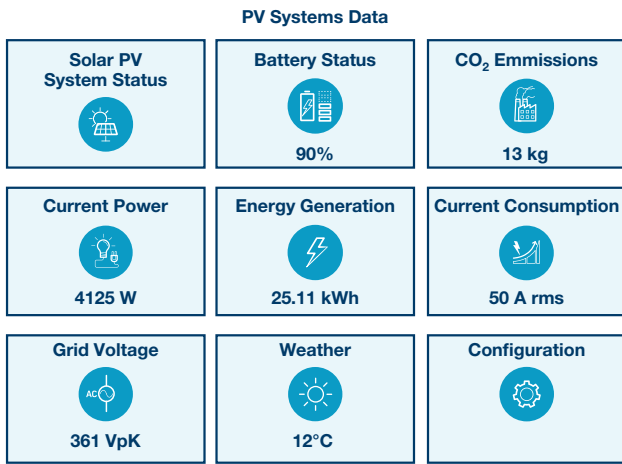 PV Systems Data
Solar PV
System Status
Battery Status
90%
CO₂ Emmissions
13 kg
Current Power
4125 W
Energy Generation
25.11 kWh
Current Consumption
50 A rms
Grid Voltage
AC
361 VpK
Weather
12°C
Configuration